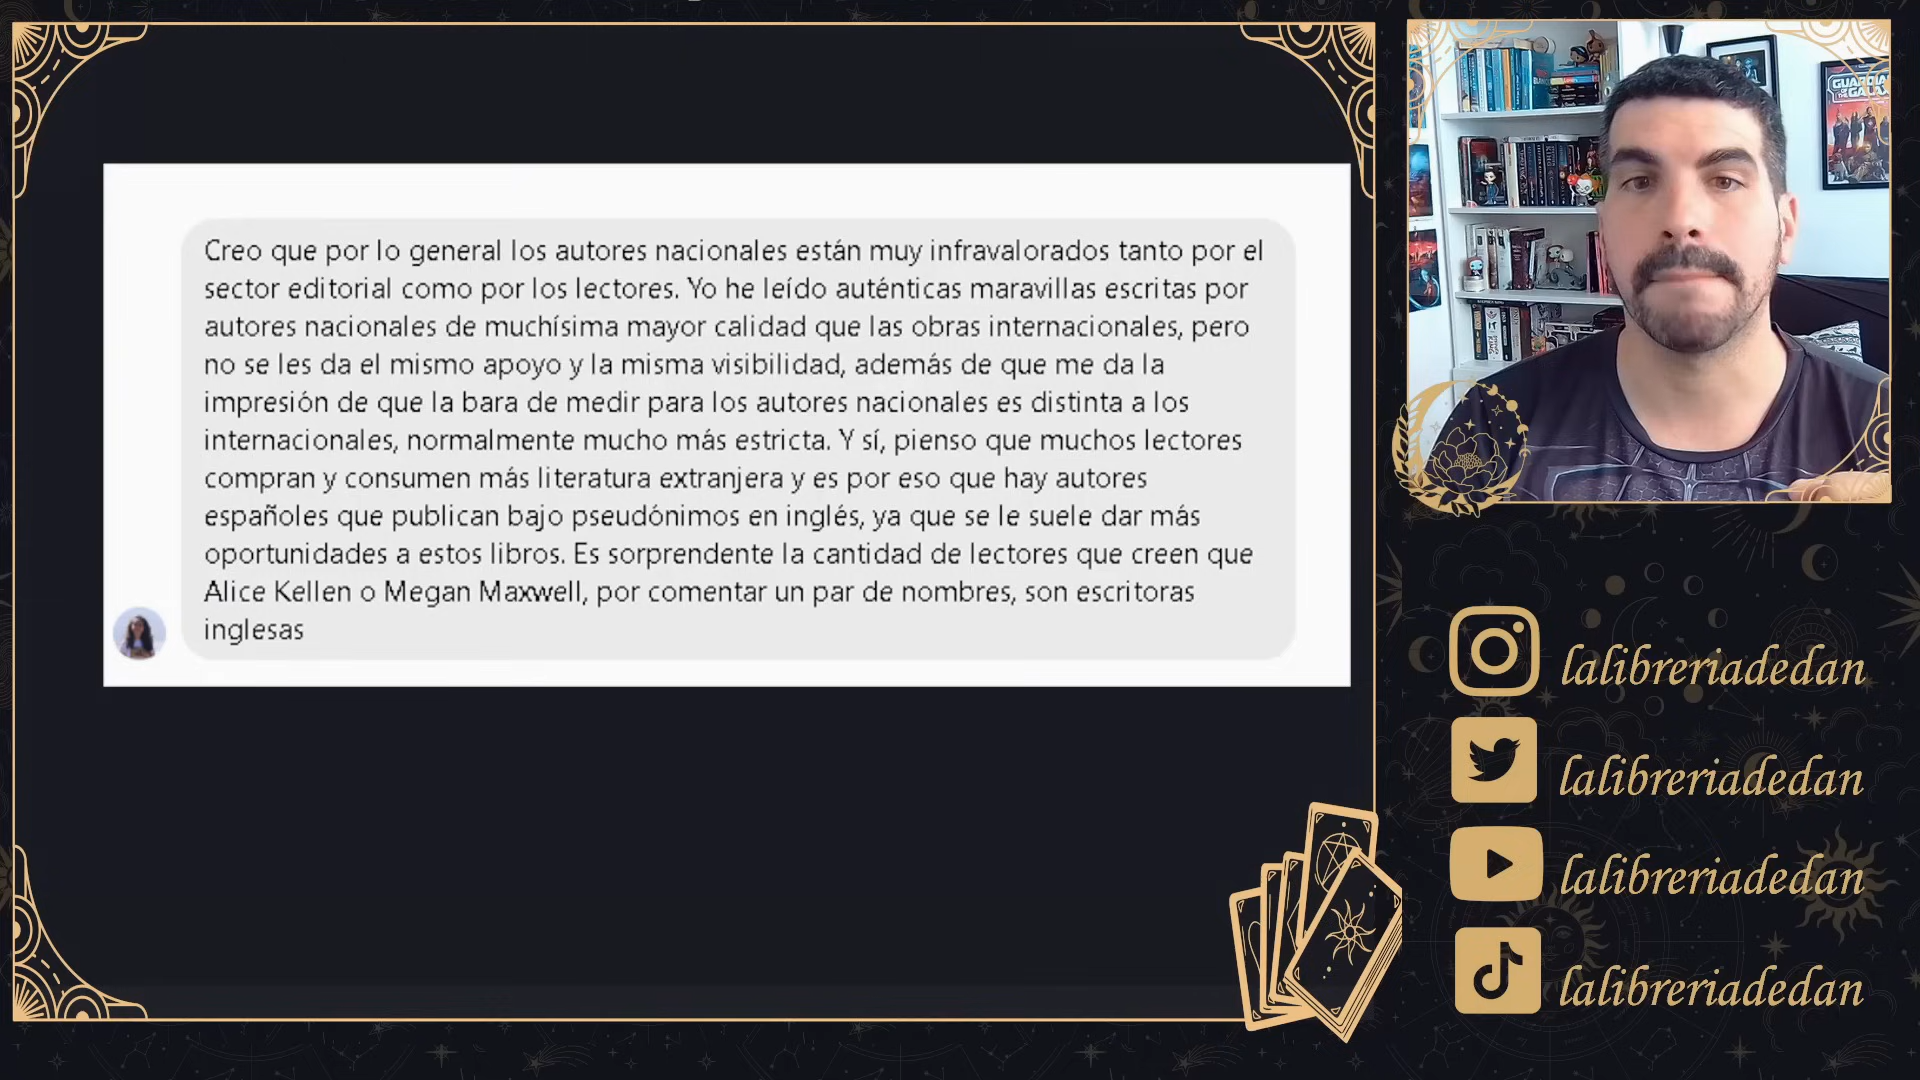 Creo que por lo general los autores nacionales están muy infravalorados tanto por el
sector editorial como por los lectores. Yo he leído auténticas maravillas escritas por
autores nacionales de muchísima mayor calidad que las obras internacionales, pero
no se les da el mismo apoyo y la misma visibilidad, además de que me da la
impresión de que la bara de medir para los autores nacionales es distinta a los
internacionales, normalmente mucho más estricta. Y sí, pienso que muchos lectores
compran y consumen más literatura extranjera y es por eso que hay autores
españoles que publican bajo pseudónimos en inglés, ya que se le suele dar más
oportunidades a estos libros. Es sorprendente la cantidad de lectores que creen que
Alice Kellen o Megan Maxwell, por comentar un par de nombres, son escritoras
inglesas
GUARDIA
OF THE GALAX
lalibreriadedan
lalibreriadedan
lalibreriadedan
lalibreriadedan